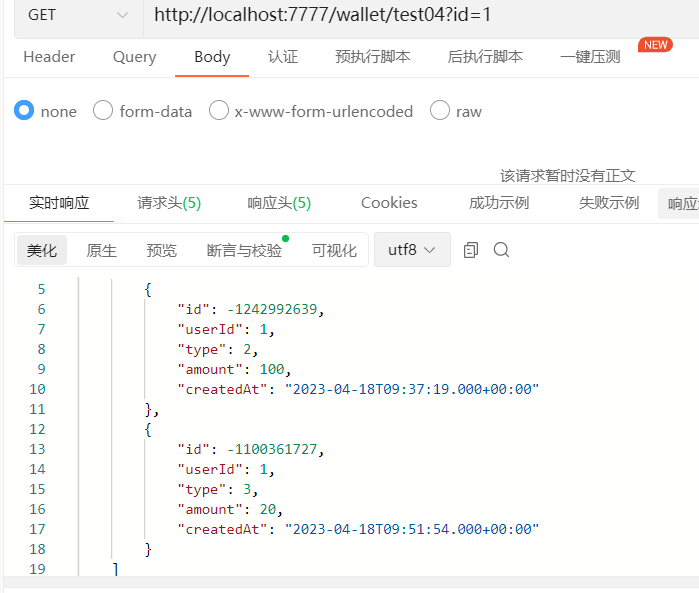 GET http://localhost:7777/wallet/test04?id=1
Header Query Body 认证 预执行脚本 后执行脚本 一键压测 NEW
none form-data x-www-form-urlencoded raw
该请求暂时没有正文
实时响应 请求头(5) 响应头(5) Cookies 成功示例 失败示例 响应
美化 原生 预览 断言与校验 可视化 utf8
5 {
6 "id": -1242992639,
7 "userId": 1,
8 "type": 2,
9 "amount": 100,
10 "createdAt": "2023-04-18T09:37:19.000+00:00"
11 },
12 {
13 "id": -1100361727,
14 "userId": 1,
15 "type": 3,
16 "amount": 20,
17 "createdAt": "2023-04-18T09:51:54.000+00:00"
18 }
19 ]